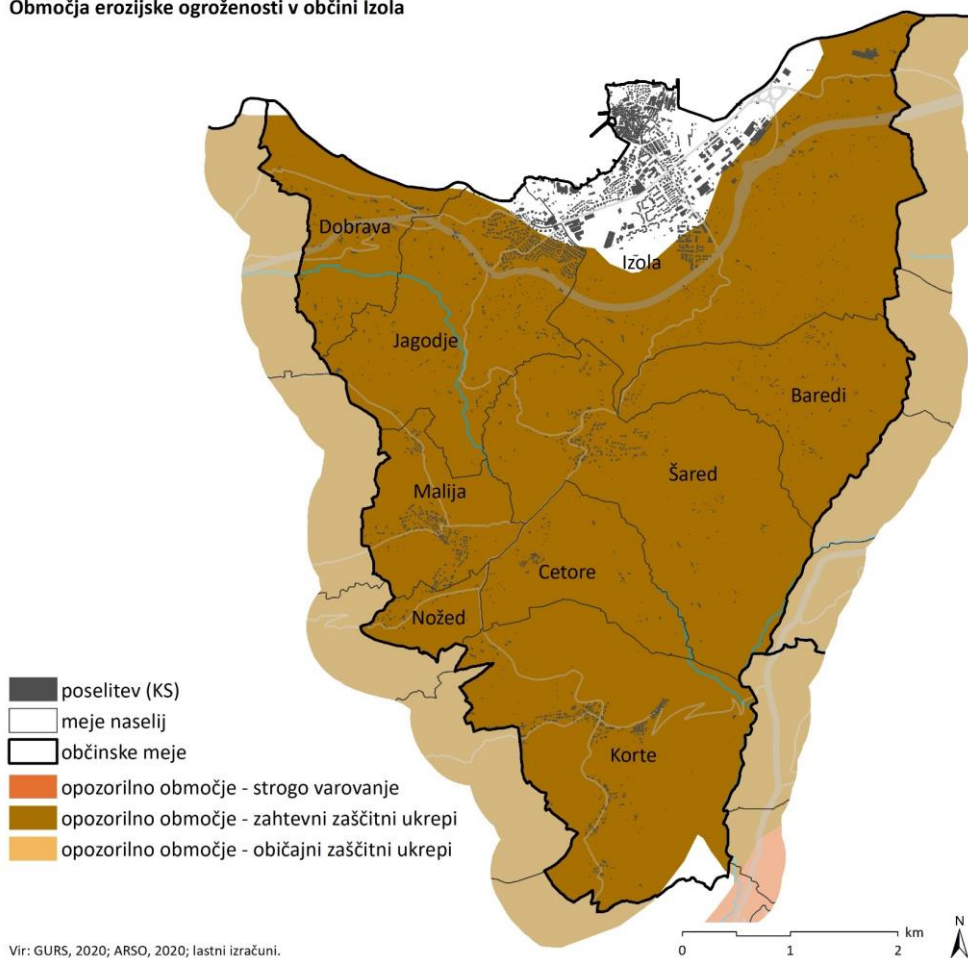 Območja erozijske ogroženosti v občini Izola
Dobrava
Izola
Jagodje
Baredi
Šared
Malija
Cetore
Nožed
Korte
poselitev (KS)
meje naselij
občinske meje
opozorilno območje - strogo varovanje
opozorilno območje - zahtevni zaščitni ukrepi
opozorilno območje - običajni zaščitni ukrepi
Vir: GURS, 2020; ARSO, 2020; lastni izračuni.
km
0 1 2
N